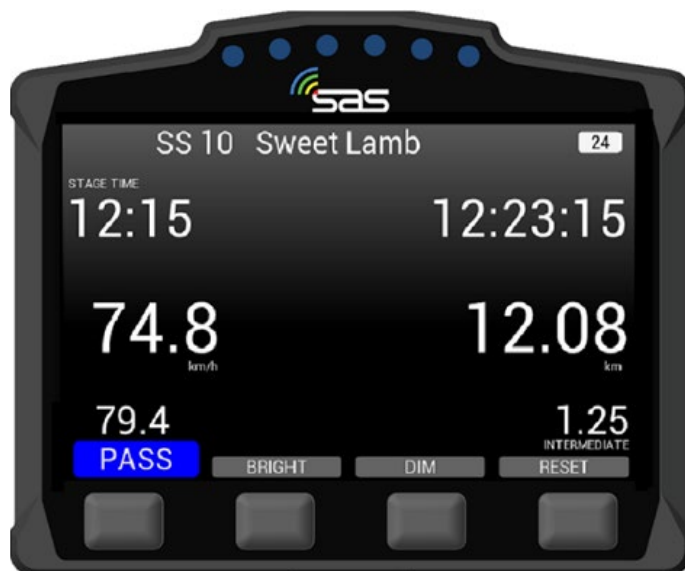 sas
SS 10 Sweet Lamb 24
STAGE TIME
12:15 12:23:15
74.8 12.08
km/h km
79.4 1.25
INTERMEDIATE
PASS BRIGHT DIM RESET